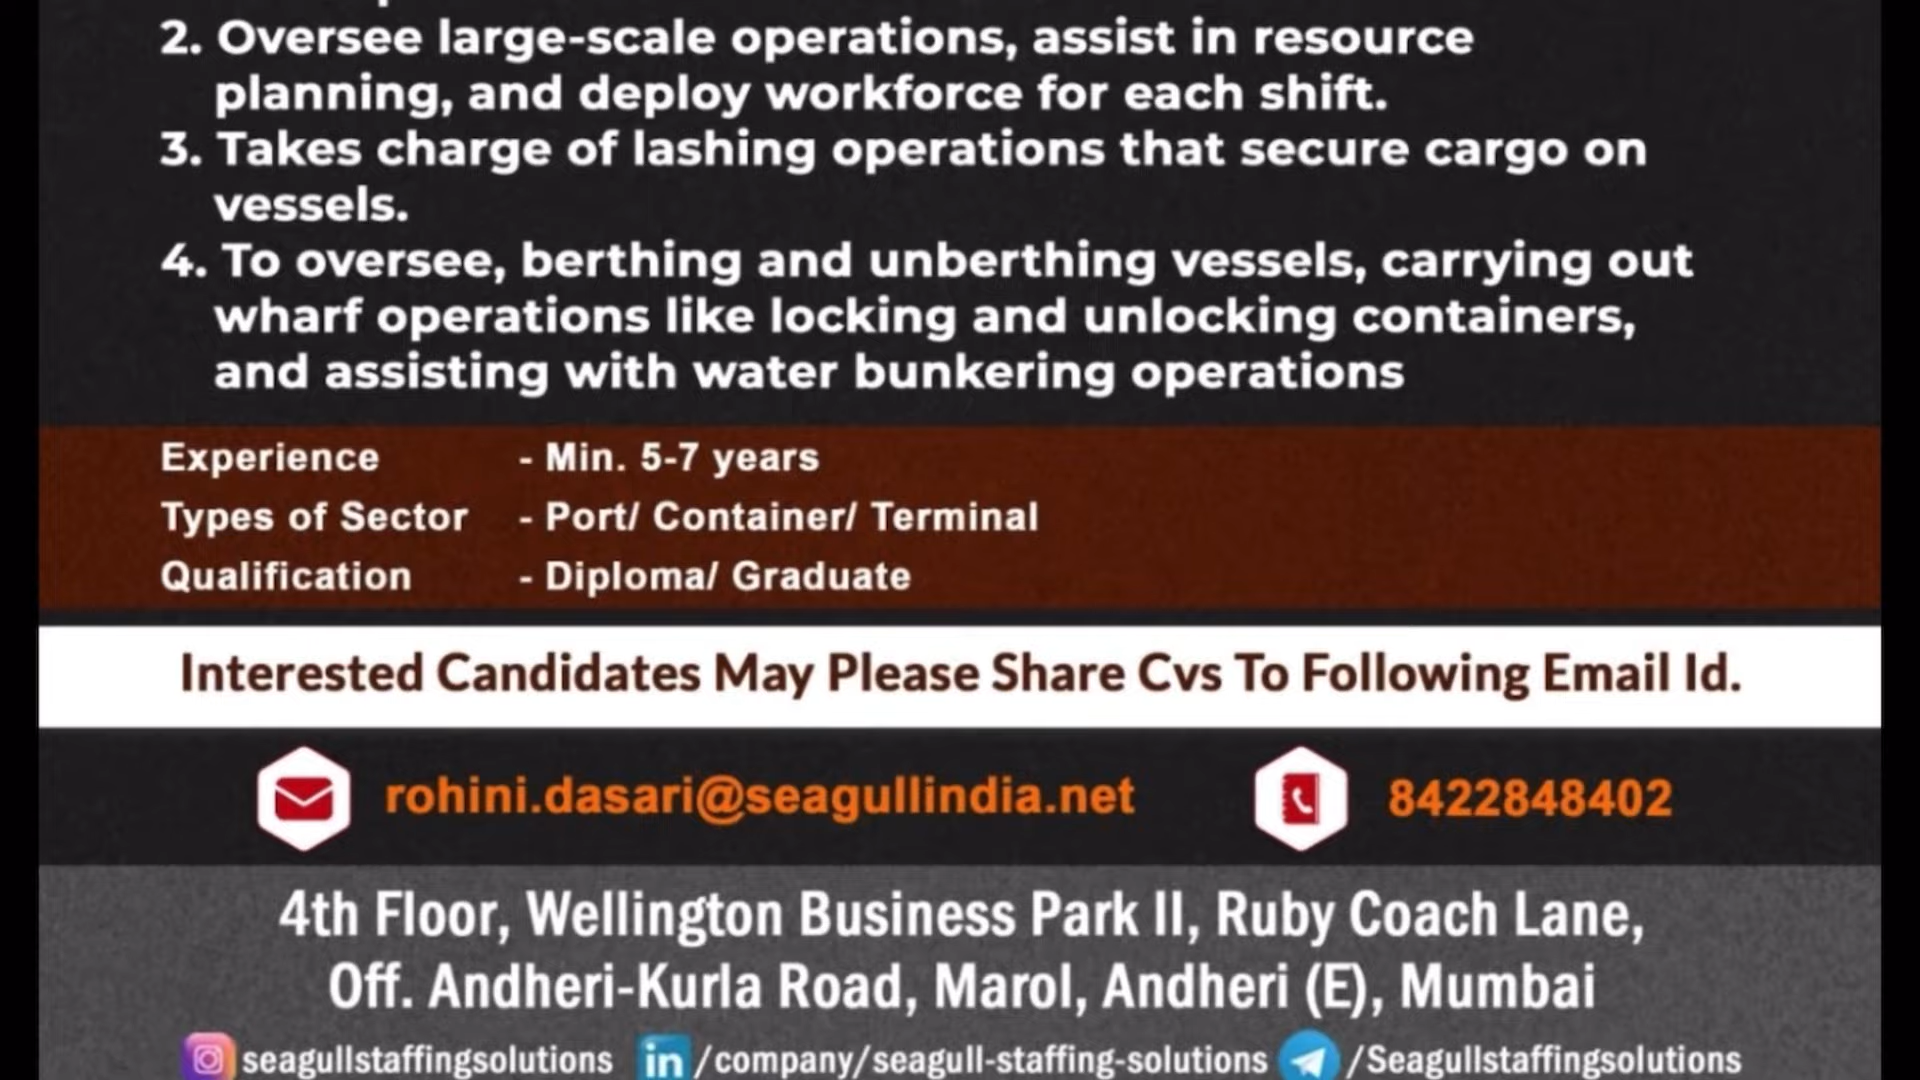 2. Oversee large-scale operations, assist in resource
planning, and deploy workforce for each shift.
3. Takes charge of lashing operations that secure cargo on
vessels.
4. To oversee, berthing and unberthing vessels, carrying out
wharf operations like locking and unlocking containers,
and assisting with water bunkering operations
Experience - Min. 5-7 years
Types of Sector - Port/ Container/ Terminal
Qualification - Diploma/ Graduate
Interested Candidates May Please Share Cvs To Following Email Id.
rohini.dasari@seagullindia.net 8422848402
4th Floor, Wellington Business Park II, Ruby Coach Lane,
Off. Andheri-Kurla Road, Marol, Andheri (E), Mumbai
seagullstaffingsolutions in /company/seagull-staffing-solutions /Seagullstaffingsolutions